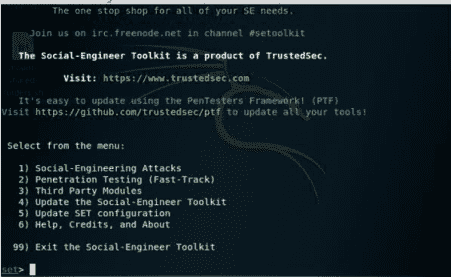 The one stop shop for all of your SE needs.
Join us on irc.freenode.net in channel #setoolkit
The Social-Engineer Toolkit is a product of TrustedSec.
Visit: https://www.trustedsec.com
It's easy to update using the PenTesters Framework! (PTF)
Visit https://github.com/trustedsec/ptf to update all your tools!
Select from the menu:
1) Social-Engineering Attacks
2) Penetration Testing (Fast-Track)
3) Third Party Modules
4) Update the Social-Engineer Toolkit
5) Update SET configuration
6) Help, Credits, and About
99) Exit the Social-Engineer Toolkit
set>